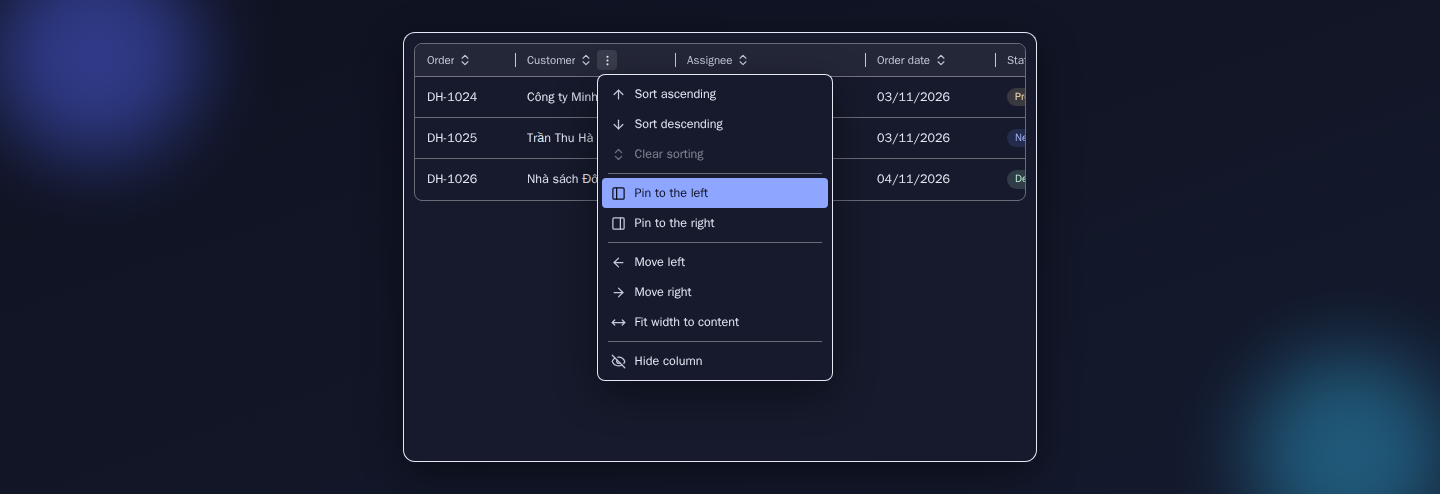 Order Customer Assignee Order date
DH-1024 Công ty Minh 03/11/2026
DH-1025 Trần Thu Hà 03/11/2026
DH-1026 Nhà sách Đô 04/11/2026
Sort ascending
Sort descending
Clear sorting
Pin to the left
Pin to the right
Move left
Move right
Fit width to content
Hide column